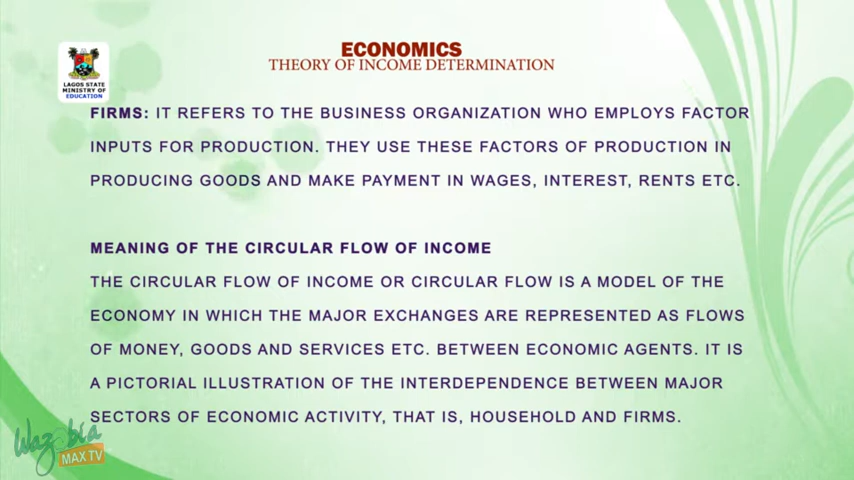 ECONOMICS
THEORY OF INCOME DETERMINATION
LAGOS STATE
MINISTRY OF
EDUCATION
FIRMS: IT REFERS TO THE BUSINESS ORGANIZATION WHO EMPLOYS FACTOR
INPUTS FOR PRODUCTION. THEY USE THESE FACTORS OF PRODUCTION IN
PRODUCING GOODS AND MAKE PAYMENT IN WAGES, INTEREST, RENTS ETC.
MEANING OF THE CIRCULAR FLOW OF INCOME
THE CIRCULAR FLOW OF INCOME OR CIRCULAR FLOW IS A MODEL OF THE
ECONOMY IN WHICH THE MAJOR EXCHANGES ARE REPRESENTED AS FLOWS
OF MONEY, GOODS AND SERVICES ETC. BETWEEN ECONOMIC AGENTS. IT IS
A PICTORIAL ILLUSTRATION OF THE INTERDEPENDENCE BETWEEN MAJOR
SECTORS OF ECONOMIC ACTIVITY, THAT IS, HOUSEHOLD AND FIRMS.
Wazobia
MAX TV